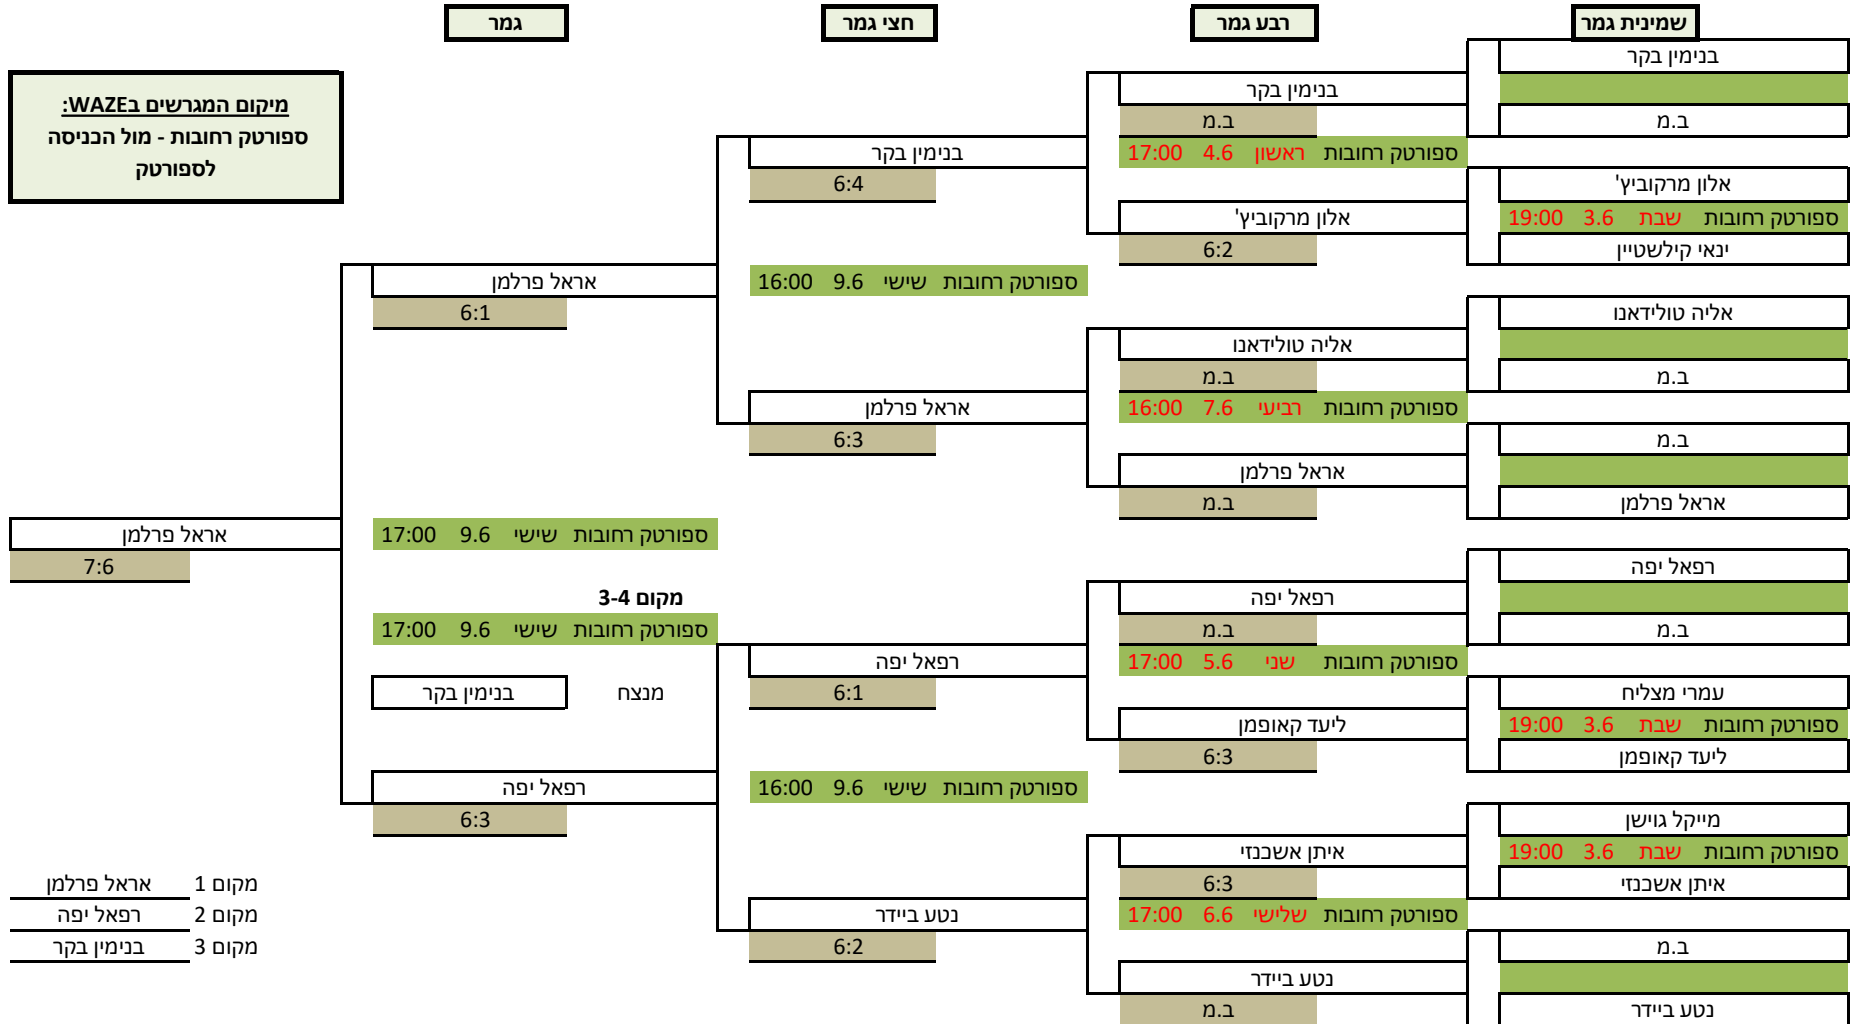 שמינית גמר
רבע גמר
חצי גמר
גמר
מיקום המגרשים בWAZE:
ספורטק רחובות - מול הכניסה
לספורטק
בנימין בקר
ב.מ
אלון מרקוביץ'
ספורטק רחובות שבת 3.6 19:00
ינאי קילשטיין
אליה טולידאנו
ב.מ
ב.מ
אראל פרלמן
רפאל יפה
ב.מ
עמרי מצליח
ספורטק רחובות שבת 3.6 19:00
ליעד קאופמן
מייקל גוישן
ספורטק רחובות שבת 3.6 19:00
איתן אשכנזי
ב.מ
נטע ביידר
בנימין בקר
ב.מ
ספורטק רחובות ראשון 4.6 17:00
אלון מרקוביץ'
6:2
אליה טולידאנו
ב.מ
ספורטק רחובות רביעי 7.6 16:00
אראל פרלמן
ב.מ
רפאל יפה
ב.מ
ספורטק רחובות שני 5.6 17:00
ליעד קאופמן
6:3
איתן אשכנזי
6:3
ספורטק רחובות שלישי 6.6 17:00
נטע ביידר
ב.מ
בנימין בקר
6:4
ספורטק רחובות שישי 9.6 16:00
אראל פרלמן
6:3
רפאל יפה
6:1
ספורטק רחובות שישי 9.6 16:00
נטע ביידר
6:2
אראל פרלמן
6:1
ספורטק רחובות שישי 9.6 17:00
מקום 3-4
ספורטק רחובות שישי 9.6 17:00
מנצח בנימין בקר
רפאל יפה
6:3
אראל פרלמן
7:6
מקום 1 אראל פרלמן
מקום 2 רפאל יפה
מקום 3 בנימין בקר